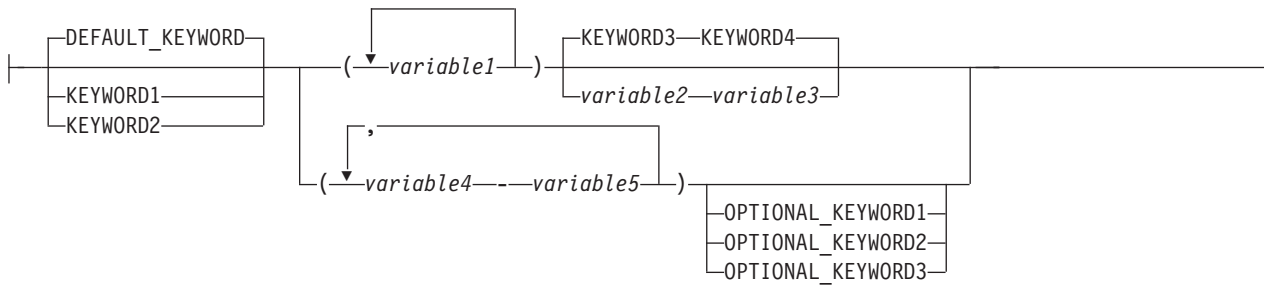 DEFAULT_KEYWORD KEYWORD3 KEYWORD4
( variable1 )
KEYWORD1 variable2 variable3
KEYWORD2
,
( variable4 - variable5 )
OPTIONAL_KEYWORD1
OPTIONAL_KEYWORD2
OPTIONAL_KEYWORD3